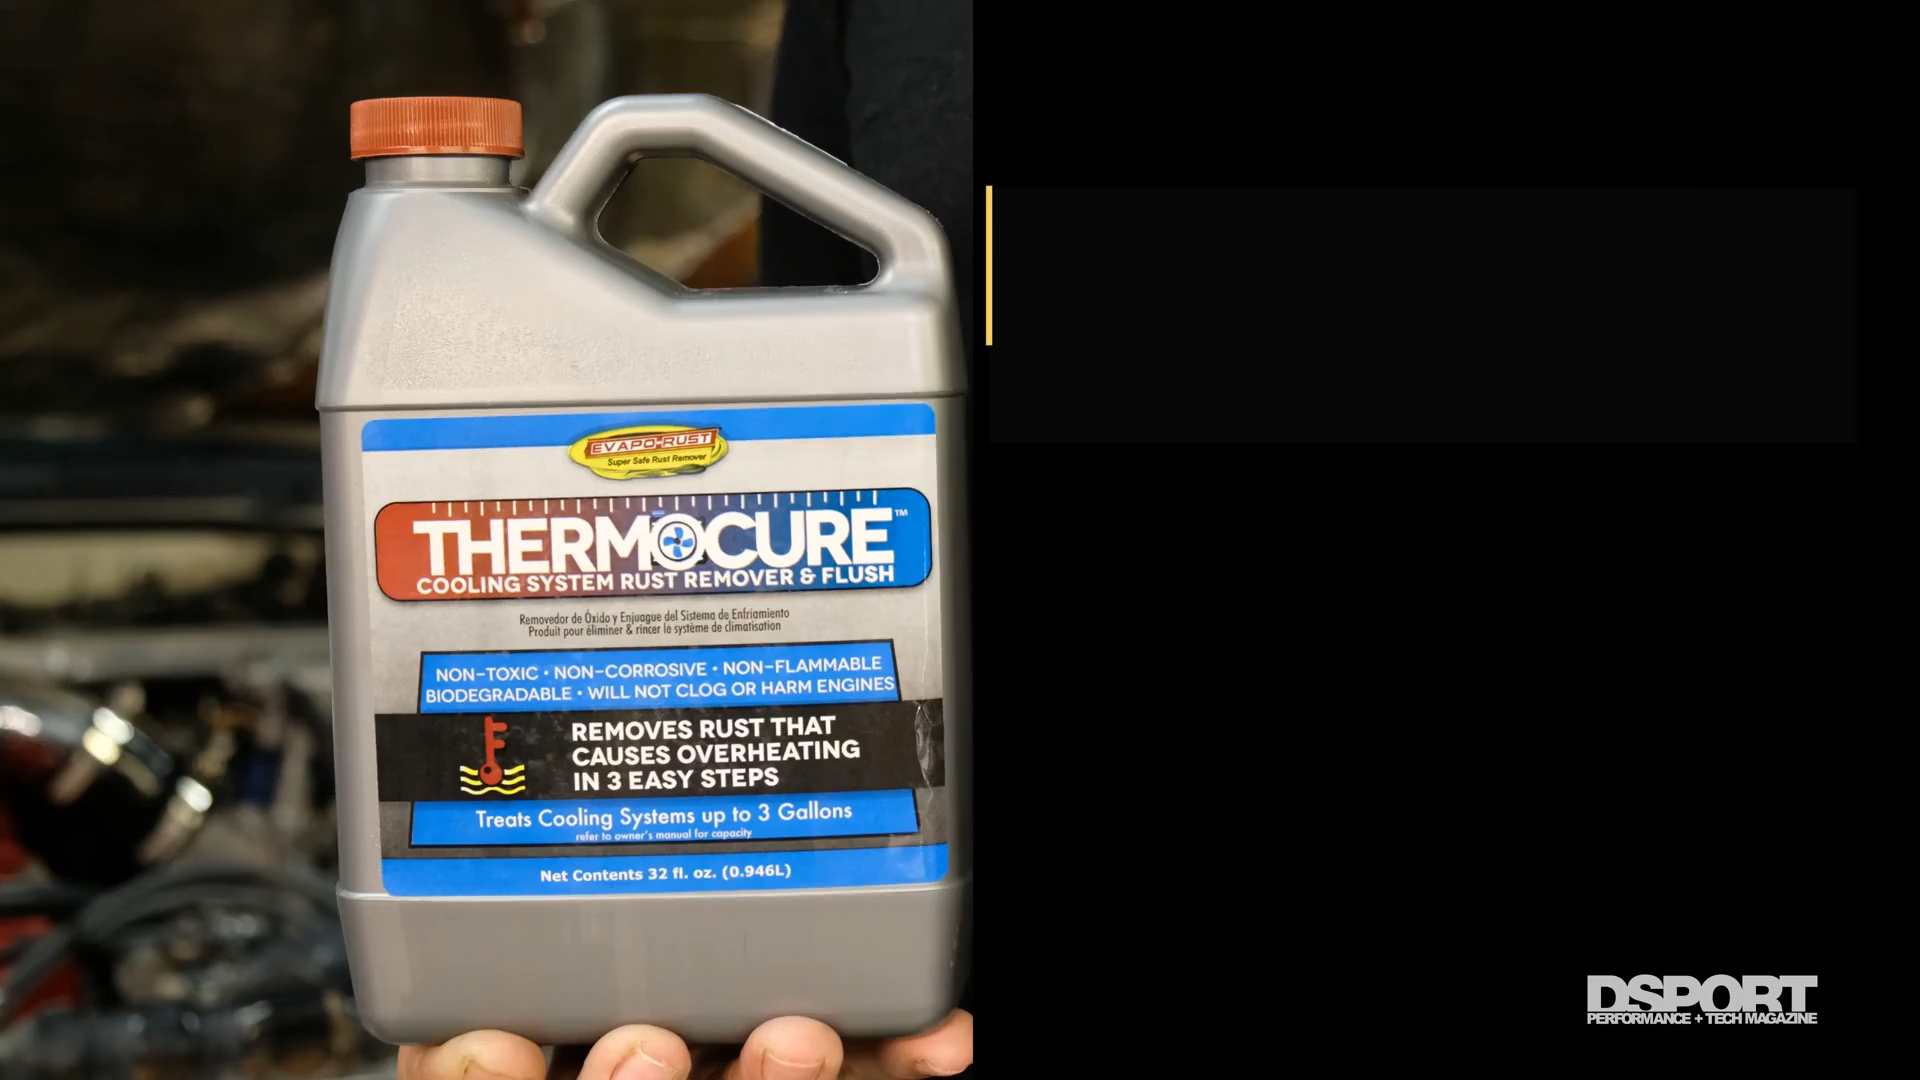 EVAPO-RUST
Super Safe Rust Remover
THERMOCURE™
COOLING SYSTEM RUST REMOVER & FLUSH
Removedor de Óxido y Enjuague del Sistema de Enfriamiento
Produit pour éliminer & rincer le système de climatisation
NON-TOXIC • NON-CORROSIVE • NON-FLAMMABLE
BIODEGRADABLE • WILL NOT CLOG OR HARM ENGINES
REMOVES RUST THAT
CAUSES OVERHEATING
IN 3 EASY STEPS
Treats Cooling Systems up to 3 Gallons
refer to owner's manual for capacity
Net Contents 32 fl. oz. (0.946L)
DSPORT
PERFORMANCE + TECH MAGAZINE